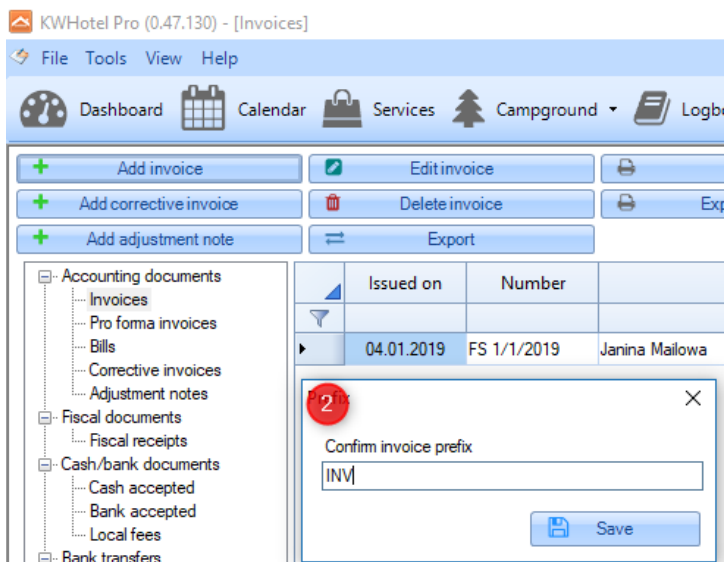 KWHotel Pro (0.47.130) - [Invoices]
File Tools View Help
Dashboard Calendar Services Campground Logbo
Add invoice Edit invoice
Add corrective invoice Delete invoice Exp
Add adjustment note Export
Accounting documents
Invoices
Pro forma invoices
Bills
Corrective invoices
Adjustment notes
Fiscal documents
Fiscal receipts
Cash/bank documents
Cash accepted
Bank accepted
Local fees
Bank transfers
Issued on Number
04.01.2019 FS 1/1/2019 Janina Mailowa
Prefix
2
Confirm invoice prefix
INV
Save